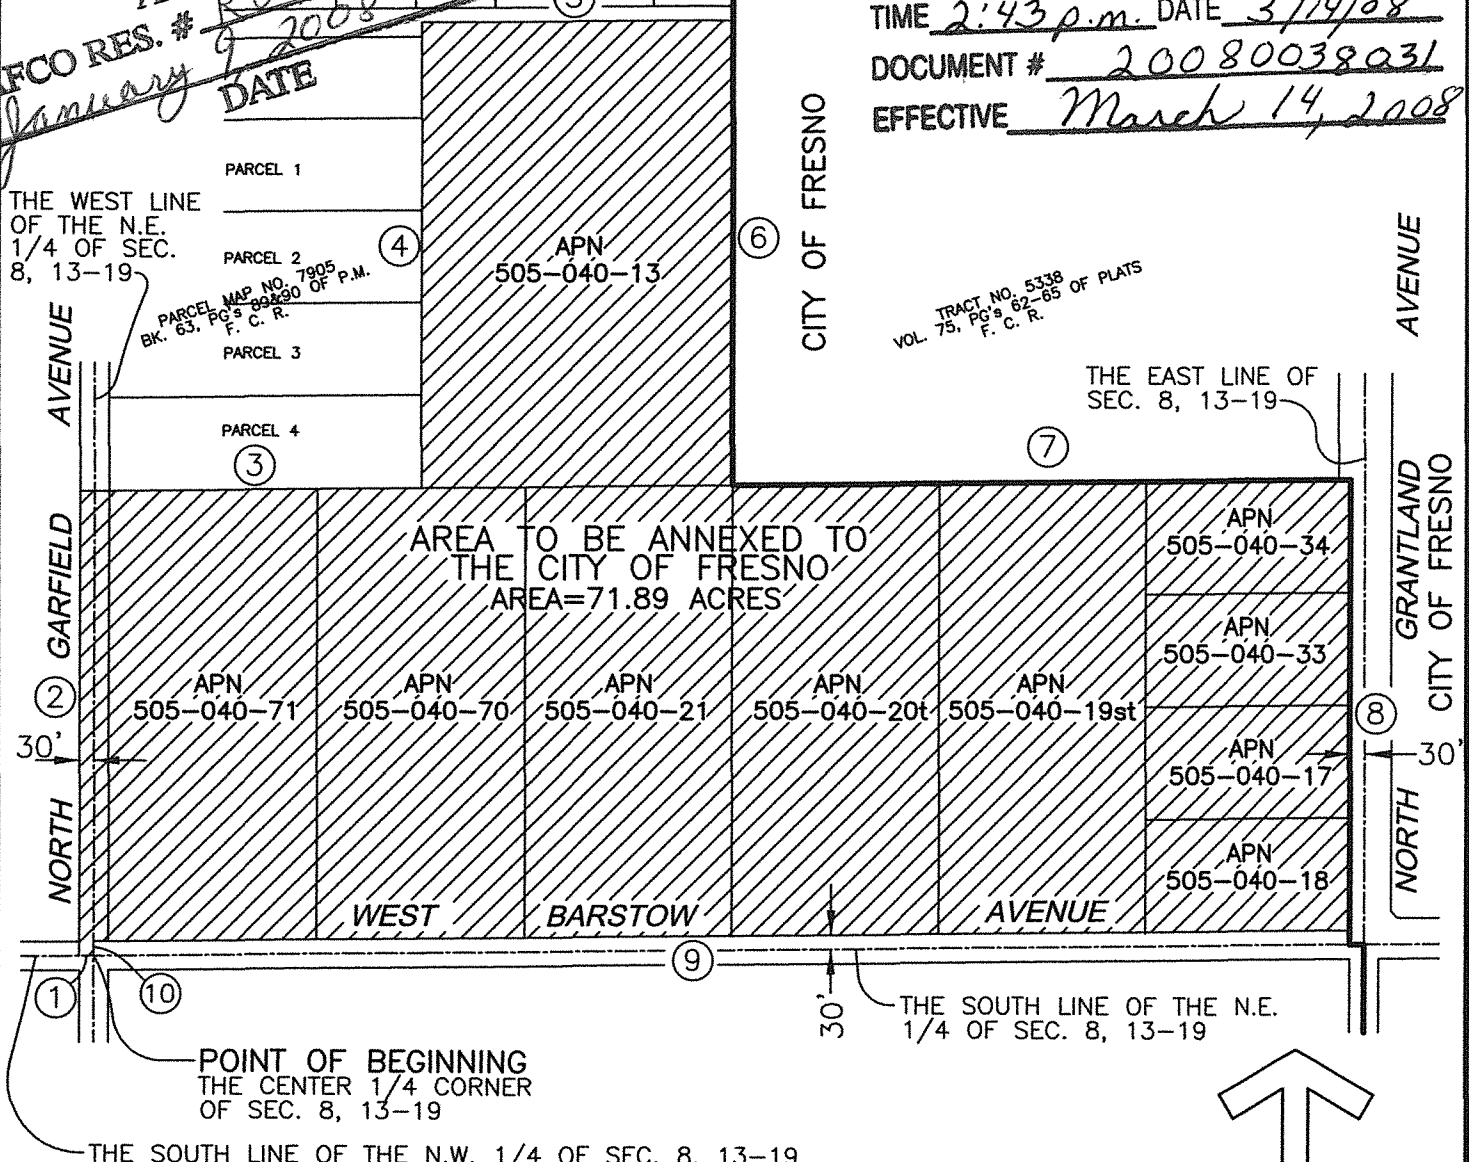 AFCO RES. #
January 9 2008
DATE
TIME 2:43 p.m. DATE 3/14/08
DOCUMENT # 20080038031
EFFECTIVE March 14, 2008
5
PARCEL 1
THE WEST LINE
OF THE N.E.
1/4 OF SEC.
8, 13-19
4
PARCEL 2
PARCEL MAP NO. 7905
BK. 63, PG's 89&90 OF P.M.
F. C. R.
PARCEL 3
PARCEL 4
3
APN
505-040-13
6
CITY OF FRESNO
TRACT NO. 5338
VOL. 75, PG's 62-65 OF PLATS
F. C. R.
THE EAST LINE OF
SEC. 8, 13-19
7
AREA TO BE ANNEXED TO
THE CITY OF FRESNO
AREA=71.89 ACRES
APN
505-040-34
APN
505-040-33
APN
505-040-71
APN
505-040-70
APN
505-040-21
APN
505-040-20t
APN
505-040-19st
APN
505-040-17
APN
505-040-18
NORTH GARFIELD AVENUE
2
30'
NORTH GRANTLAND AVENUE
CITY OF FRESNO
8
30'
WEST BARSTOW AVENUE
9
30'
1
10
THE SOUTH LINE OF THE N.E.
1/4 OF SEC. 8, 13-19
POINT OF BEGINNING
THE CENTER 1/4 CORNER
OF SEC. 8, 13-19
THE SOUTH LINE OF THE N.W. 1/4 OF SEC. 8, 13-19